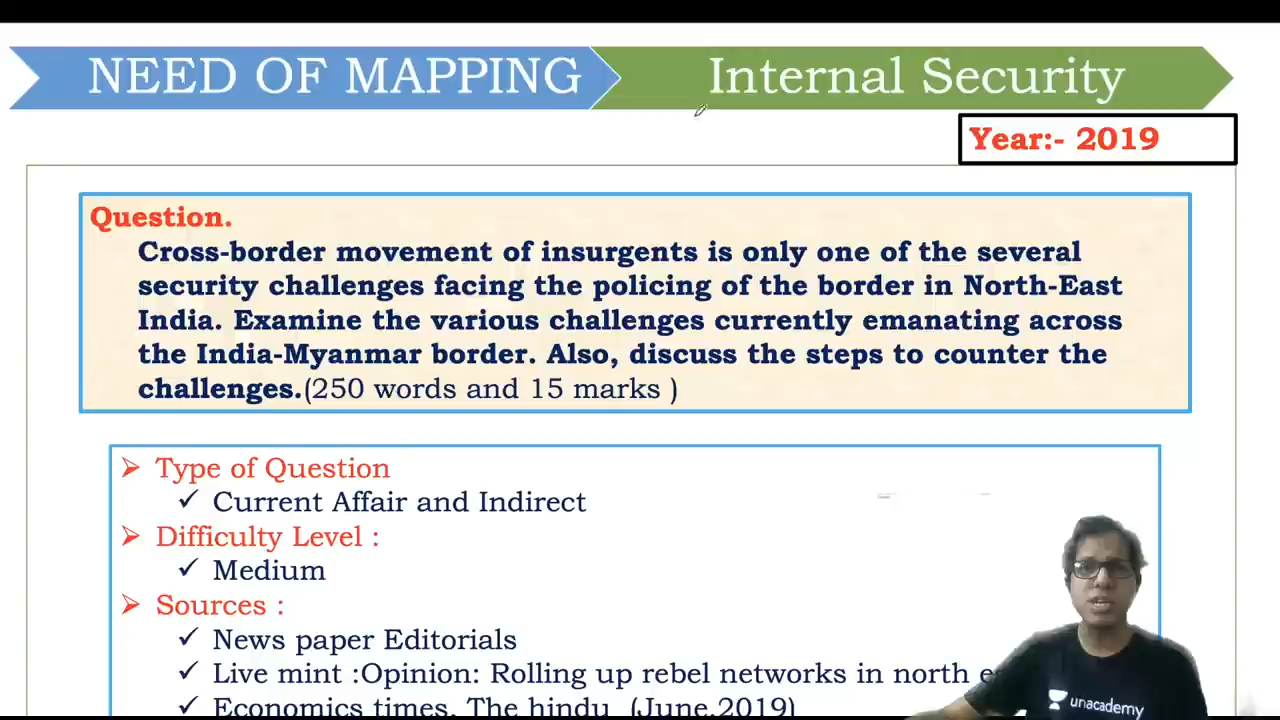 NEED OF MAPPING
Internal Security
Year:- 2019
Question.
Cross-border movement of insurgents is only one of the several
security challenges facing the policing of the border in North-East
India. Examine the various challenges currently emanating across
the India-Myanmar border. Also, discuss the steps to counter the
challenges.(250 words and 15 marks )
Type of Question
Current Affair and Indirect
Difficulty Level :
Medium
Sources :
News paper Editorials
Live mint :Opinion: Rolling up rebel networks in north
Economics times, The hindu (June,2019)
unacademy